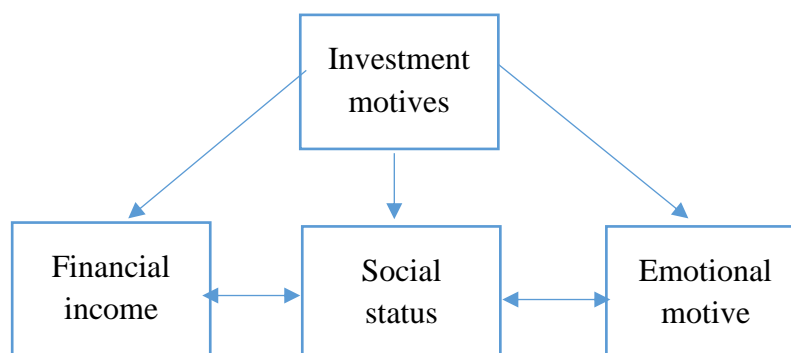 Investment
motives
Financial
income
Social
status
Emotional
motive